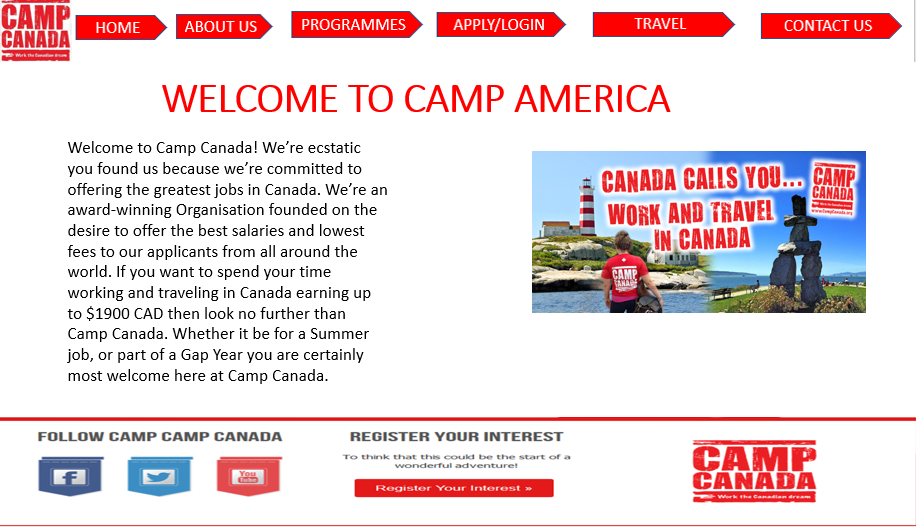 CAMP
CANADA
Work the Canadian dream
HOME
ABOUT US
PROGRAMMES
APPLY/LOGIN
TRAVEL
CONTACT US
WELCOME TO CAMP AMERICA
Welcome to Camp Canada! We’re ecstatic
you found us because we’re committed to
offering the greatest jobs in Canada. We’re an
award-winning Organisation founded on the
desire to offer the best salaries and lowest
fees to our applicants from all around the
world. If you want to spend your time
working and traveling in Canada earning up
to $1900 CAD then look no further than
Camp Canada. Whether it be for a Summer
job, or part of a Gap Year you are certainly
most welcome here at Camp Canada.
CANADA CALLS YOU...
WORK AND TRAVEL
IN CANADA
CAMP
CANADA
Work the Canadian dream
www.CampCanada.org
CAMP
CANADA
FOLLOW CAMP CAMP CANADA
f
You
Tube
REGISTER YOUR INTEREST
To think that this could be the start of a
wonderful adventure!
Register Your Interest »
CAMP
CANADA
Work the Canadian dream